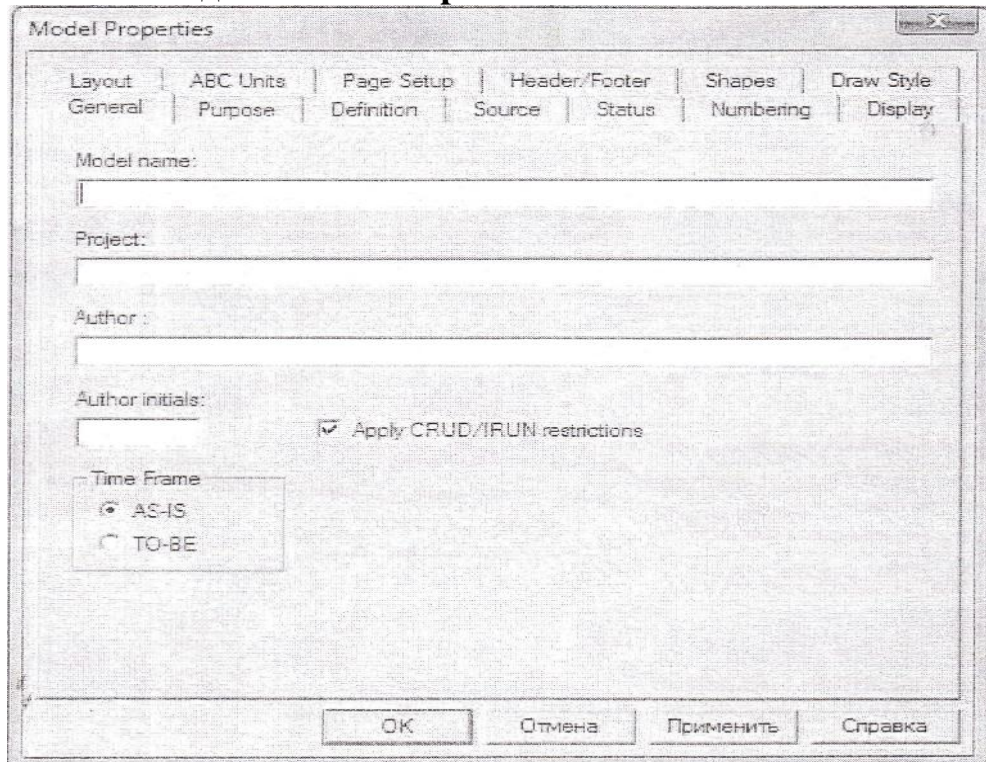 Model Properties
Layout ABC Units Page Setup Header/Footer Shapes Draw Style
General Purpose Definition Source Status Numbering Display
Model name:
Project:
Author :
Author initials:
Apply CRUD/IRUN restrictions
Time Frame
AS-IS
TO-BE
OK Отмена Применить Справка